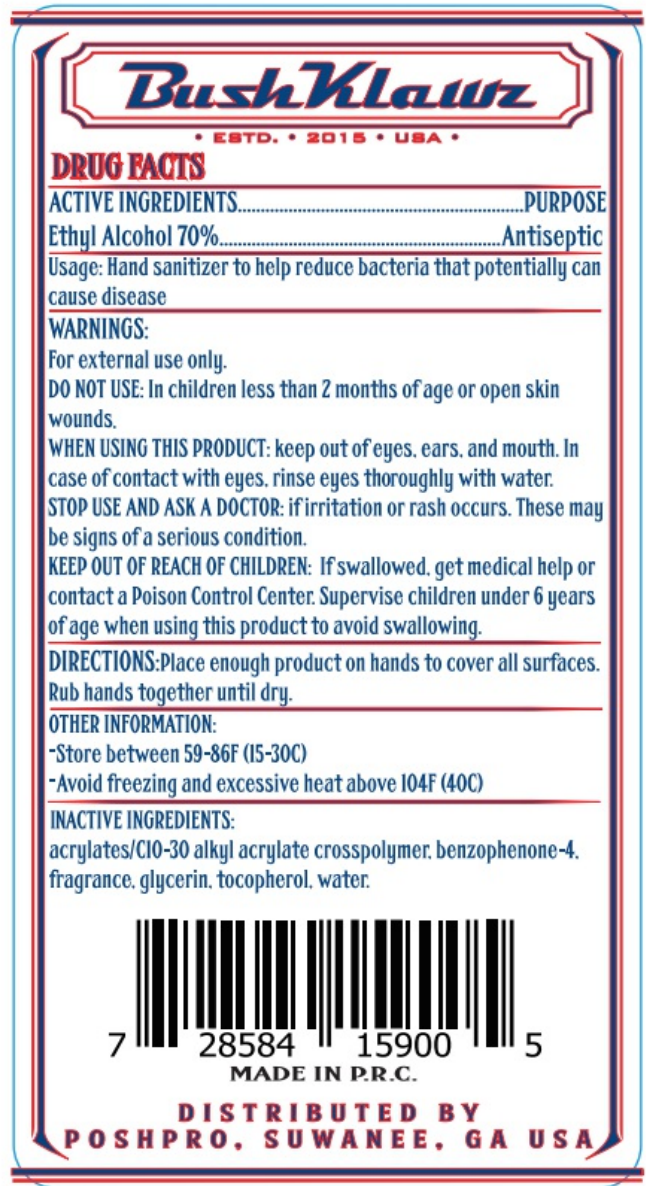 BushKlawz
• ESTD. • 2015 • USA •
DRUG FACTS
ACTIVE INGREDIENTS.............................................................PURPOSE
Ethyl Alcohol 70%............................................................Antiseptic
Usage: Hand sanitizer to help reduce bacteria that potentially can
cause disease
WARNINGS:
For external use only.
DO NOT USE: In children less than 2 months of age or open skin
wounds.
WHEN USING THIS PRODUCT: keep out of eyes, ears, and mouth. In
case of contact with eyes, rinse eyes thoroughly with water.
STOP USE AND ASK A DOCTOR: if irritation or rash occurs. These may
be signs of a serious condition.
KEEP OUT OF REACH OF CHILDREN: If swallowed, get medical help or
contact a Poison Control Center. Supervise children under 6 years
of age when using this product to avoid swallowing.
DIRECTIONS:Place enough product on hands to cover all surfaces.
Rub hands together until dry.
OTHER INFORMATION:
-Store between 59-86F (15-30C)
-Avoid freezing and excessive heat above 104F (40C)
INACTIVE INGREDIENTS:
acrylates/C10-30 alkyl acrylate crosspolymer, benzophenone-4,
fragrance, glycerin, tocopherol, water.
7 28584 15900 5
MADE IN P.R.C.
DISTRIBUTED BY
POSHPRO, SUWANEE, GA USA